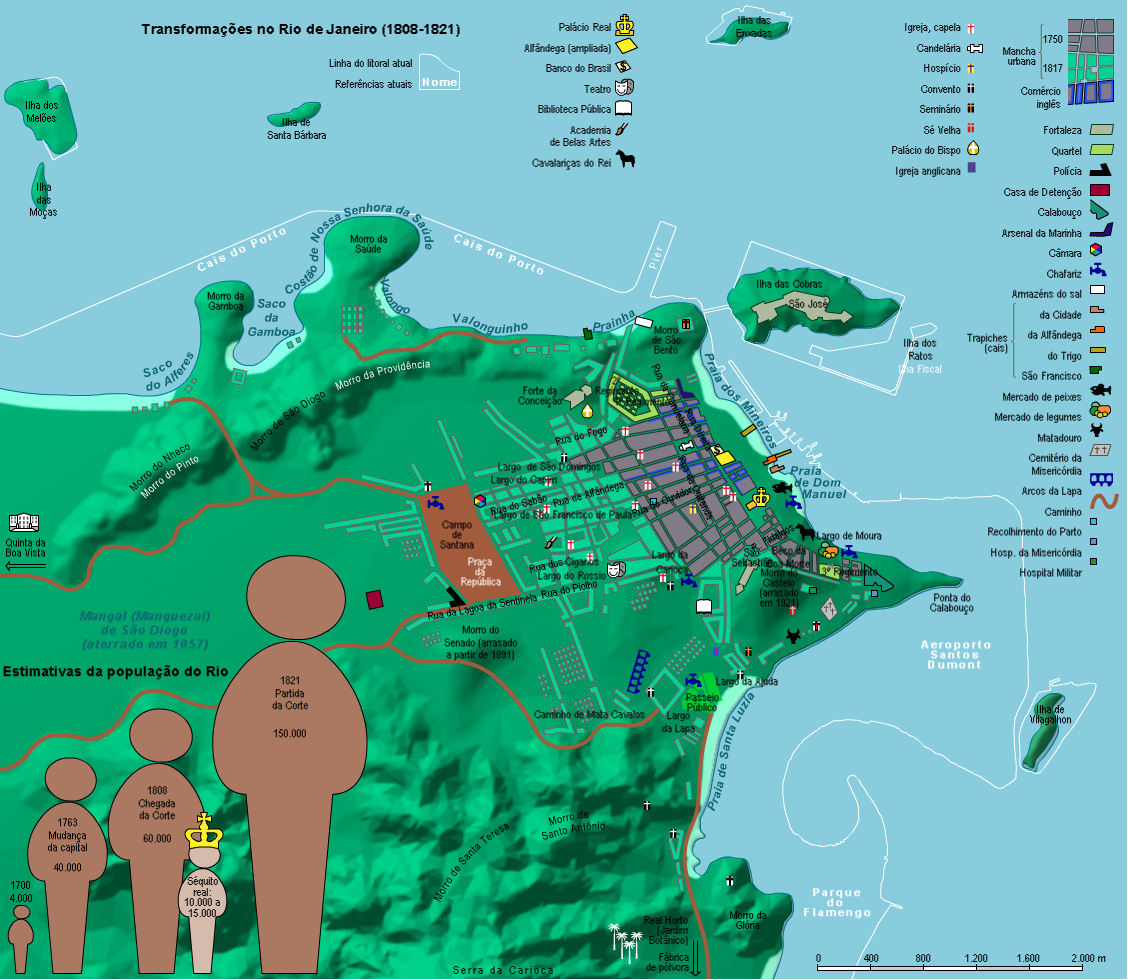 Transformações no Rio de Janeiro (1808-1821)
Linha do litoral atual
Referências atuais
Nome
Palácio Real
Alfândega (ampliada)
Banco do Brasil
Teatro
Biblioteca Pública
Academia
de Belas Artes
Cavalariças do Rei
Igreja, capela
Candelária
Hospício
Convento
Seminário
Sé Velha
Palácio do Bispo
Igreja anglicana
Mancha
urbana
1750
1817
Comércio
inglês
Fortaleza
Quartel
Polícia
Casa de Detenção
Calabouço
Arsenal da Marinha
Câmara
Chafariz
Armazéns do sal
Trapiches
(cais)
da Cidade
da Alfândega
do Trigo
São Francisco
Mercado de peixes
Mercado de legumes
Matadouro
Cemitério da
Misericórdia
Arcos da Lapa
Caminho
Recolhimento do Parto
Hosp. da Misericórdia
Hospital Militar
Ilha das
Enxadas
Ilha dos
Melões
Ilha
das
Moças
Ilha de
Santa Bárbara
Cais do Porto
Costão de Nossa Senhora da Saúde
Cais do Porto
Pier
Morro da
Saúde
Morro da
Gamboa
Saco
da
Gamboa
Valongo
Valonguinho
Prainha
Saco
do Alferes
Morro de
São Bento
Ilha das Cobras
São José
Ilha dos
Ratos
Ilha Fiscal
Praia dos Mineiros
Praia
de Dom
Manuel
Morro da Providência
Morro de São Diogo
Morro do Nheco
Morro do Pinto
Forte da
Conceição
Rua do Fogo
Rua Direita
Largo de São Domingos
Largo do Capim
Rua do Sabão
Rua da Alfândega
Largo de São Francisco de Paula
Rua do Ouvidor
Campo
de
Santana
Praça
da
República
Rua dos Ciganos
Largo do Rossio
Largo da
Carioca
Rua da Lagoa da Sentinela
Rua do Piolho
São
Sebastião
Beco da
Boa Morte
Largo de Moura
3º Regimento
Morro do
Castelo
(arrasado
em 1921)
Ponta do
Calabouço
Quinta da
Boa Vista
Mangal (Manguezal)
de São Diogo
(aterrado em 1857)
Morro do
Senado (arrasado
a partir de 1891)
Aeroporto
Santos
Dumont
Ilha de
Villagalhon
Caminho de Mata Cavalos
Passeio
Público
Largo da Ajuda
Largo
da Lapa
Praia de Santa Luzia
Morro de
Santo Antônio
Morro de Santa Teresa
Morro da
Glória
Parque
do
Flamengo
Real Horto
(Jardim
Botânico)
Fábrica
de pólvora
Serra da Carioca
Estimativas da população do Rio
1700
4.000
1763
Mudança
da capital
40.000
1808
Chegada
da Corte
60.000
Séquito
real:
10.000 a
15.000
1821
Partida
da Corte
150.000
0 400 800 1.200 1.600 2.000 m